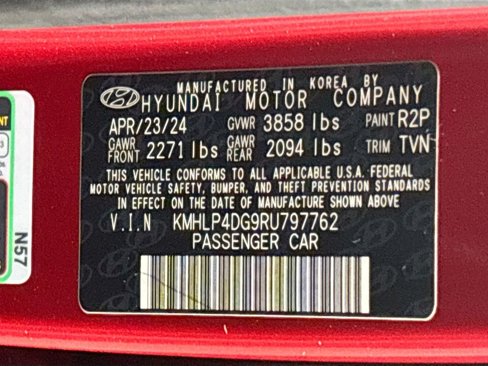 MANUFACTURED IN KOREA BY
HYUNDAI MOTOR COMPANY
APR/23/24 GVWR 3858 lbs PAINT R2P
GAWR FRONT 2271 lbs GAWR REAR 2094 lbs TRIM TVN-
THIS VEHICLE CONFORMS TO ALL APPLICABLE U.S.A. FEDERAL
MOTOR VEHICLE SAFETY, BUMPER, AND THEFT PREVENTION STANDARDS
IN EFFECT ON THE DATE OF MANUFACTURE SHOWN ABOVE
V.I.N KMHLP4DG9RU797762
PASSENGER CAR
N57